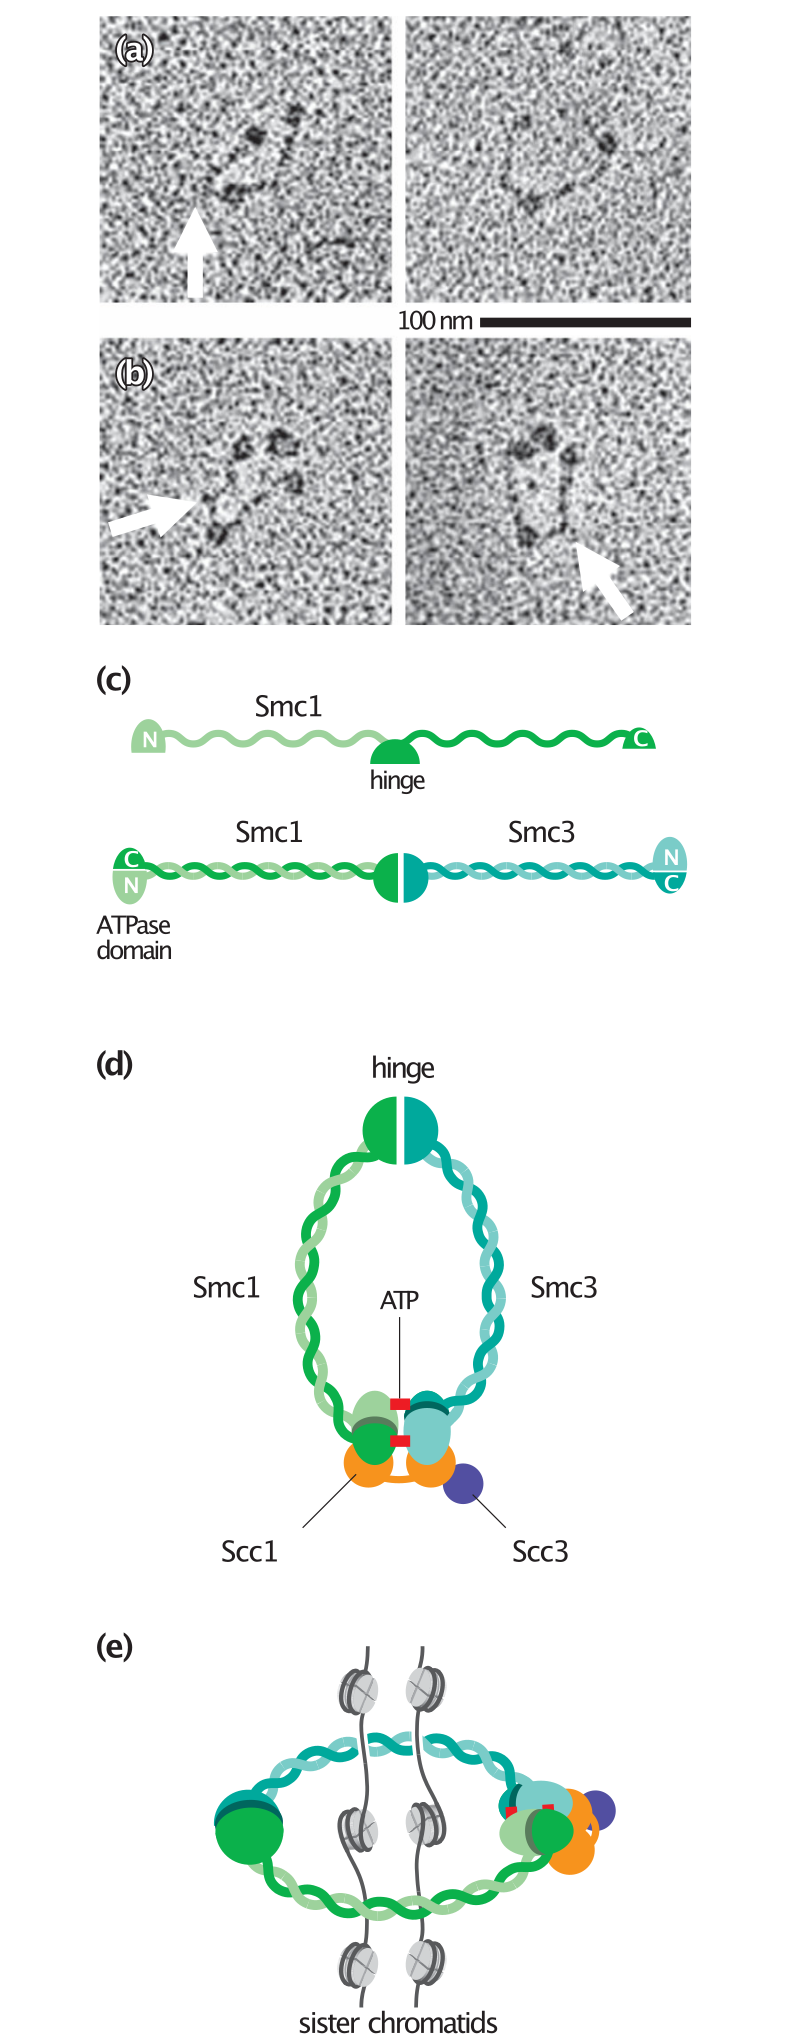 (a)
100 nm
(b)
(c)
Smc1
N
C
hinge
Smc1
Smc3
C
N
N
C
ATPase
domain
(d)
hinge
Smc1
ATP
Smc3
Scc1
Scc3
(e)
sister chromatids